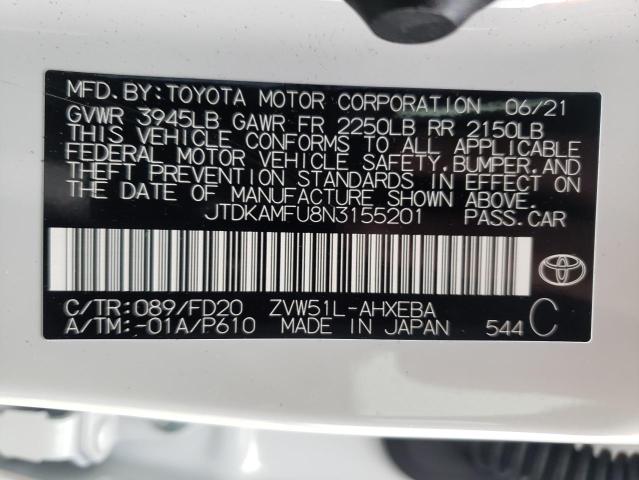 MFD.BY:TOYOTA MOTOR CORPORATION 06/21
GVWR 3945LB GAWR FR 2250LB RR 2150LB
THIS VEHICLE CONFORMS TO ALL APPLICABLE
FEDERAL MOTOR VEHICLE SAFETY, BUMPER, AND
THEFT PREVENTION STANDARDS IN EFFECT ON
THE DATE OF MANUFACTURE SHOWN ABOVE.
JTDKAMFU8N3155201 PASS.CAR
C/TR:089/FD20 ZVW51L-AHXEBA
A/TM:-01A/P610 MADE IN JAPAN 544 C